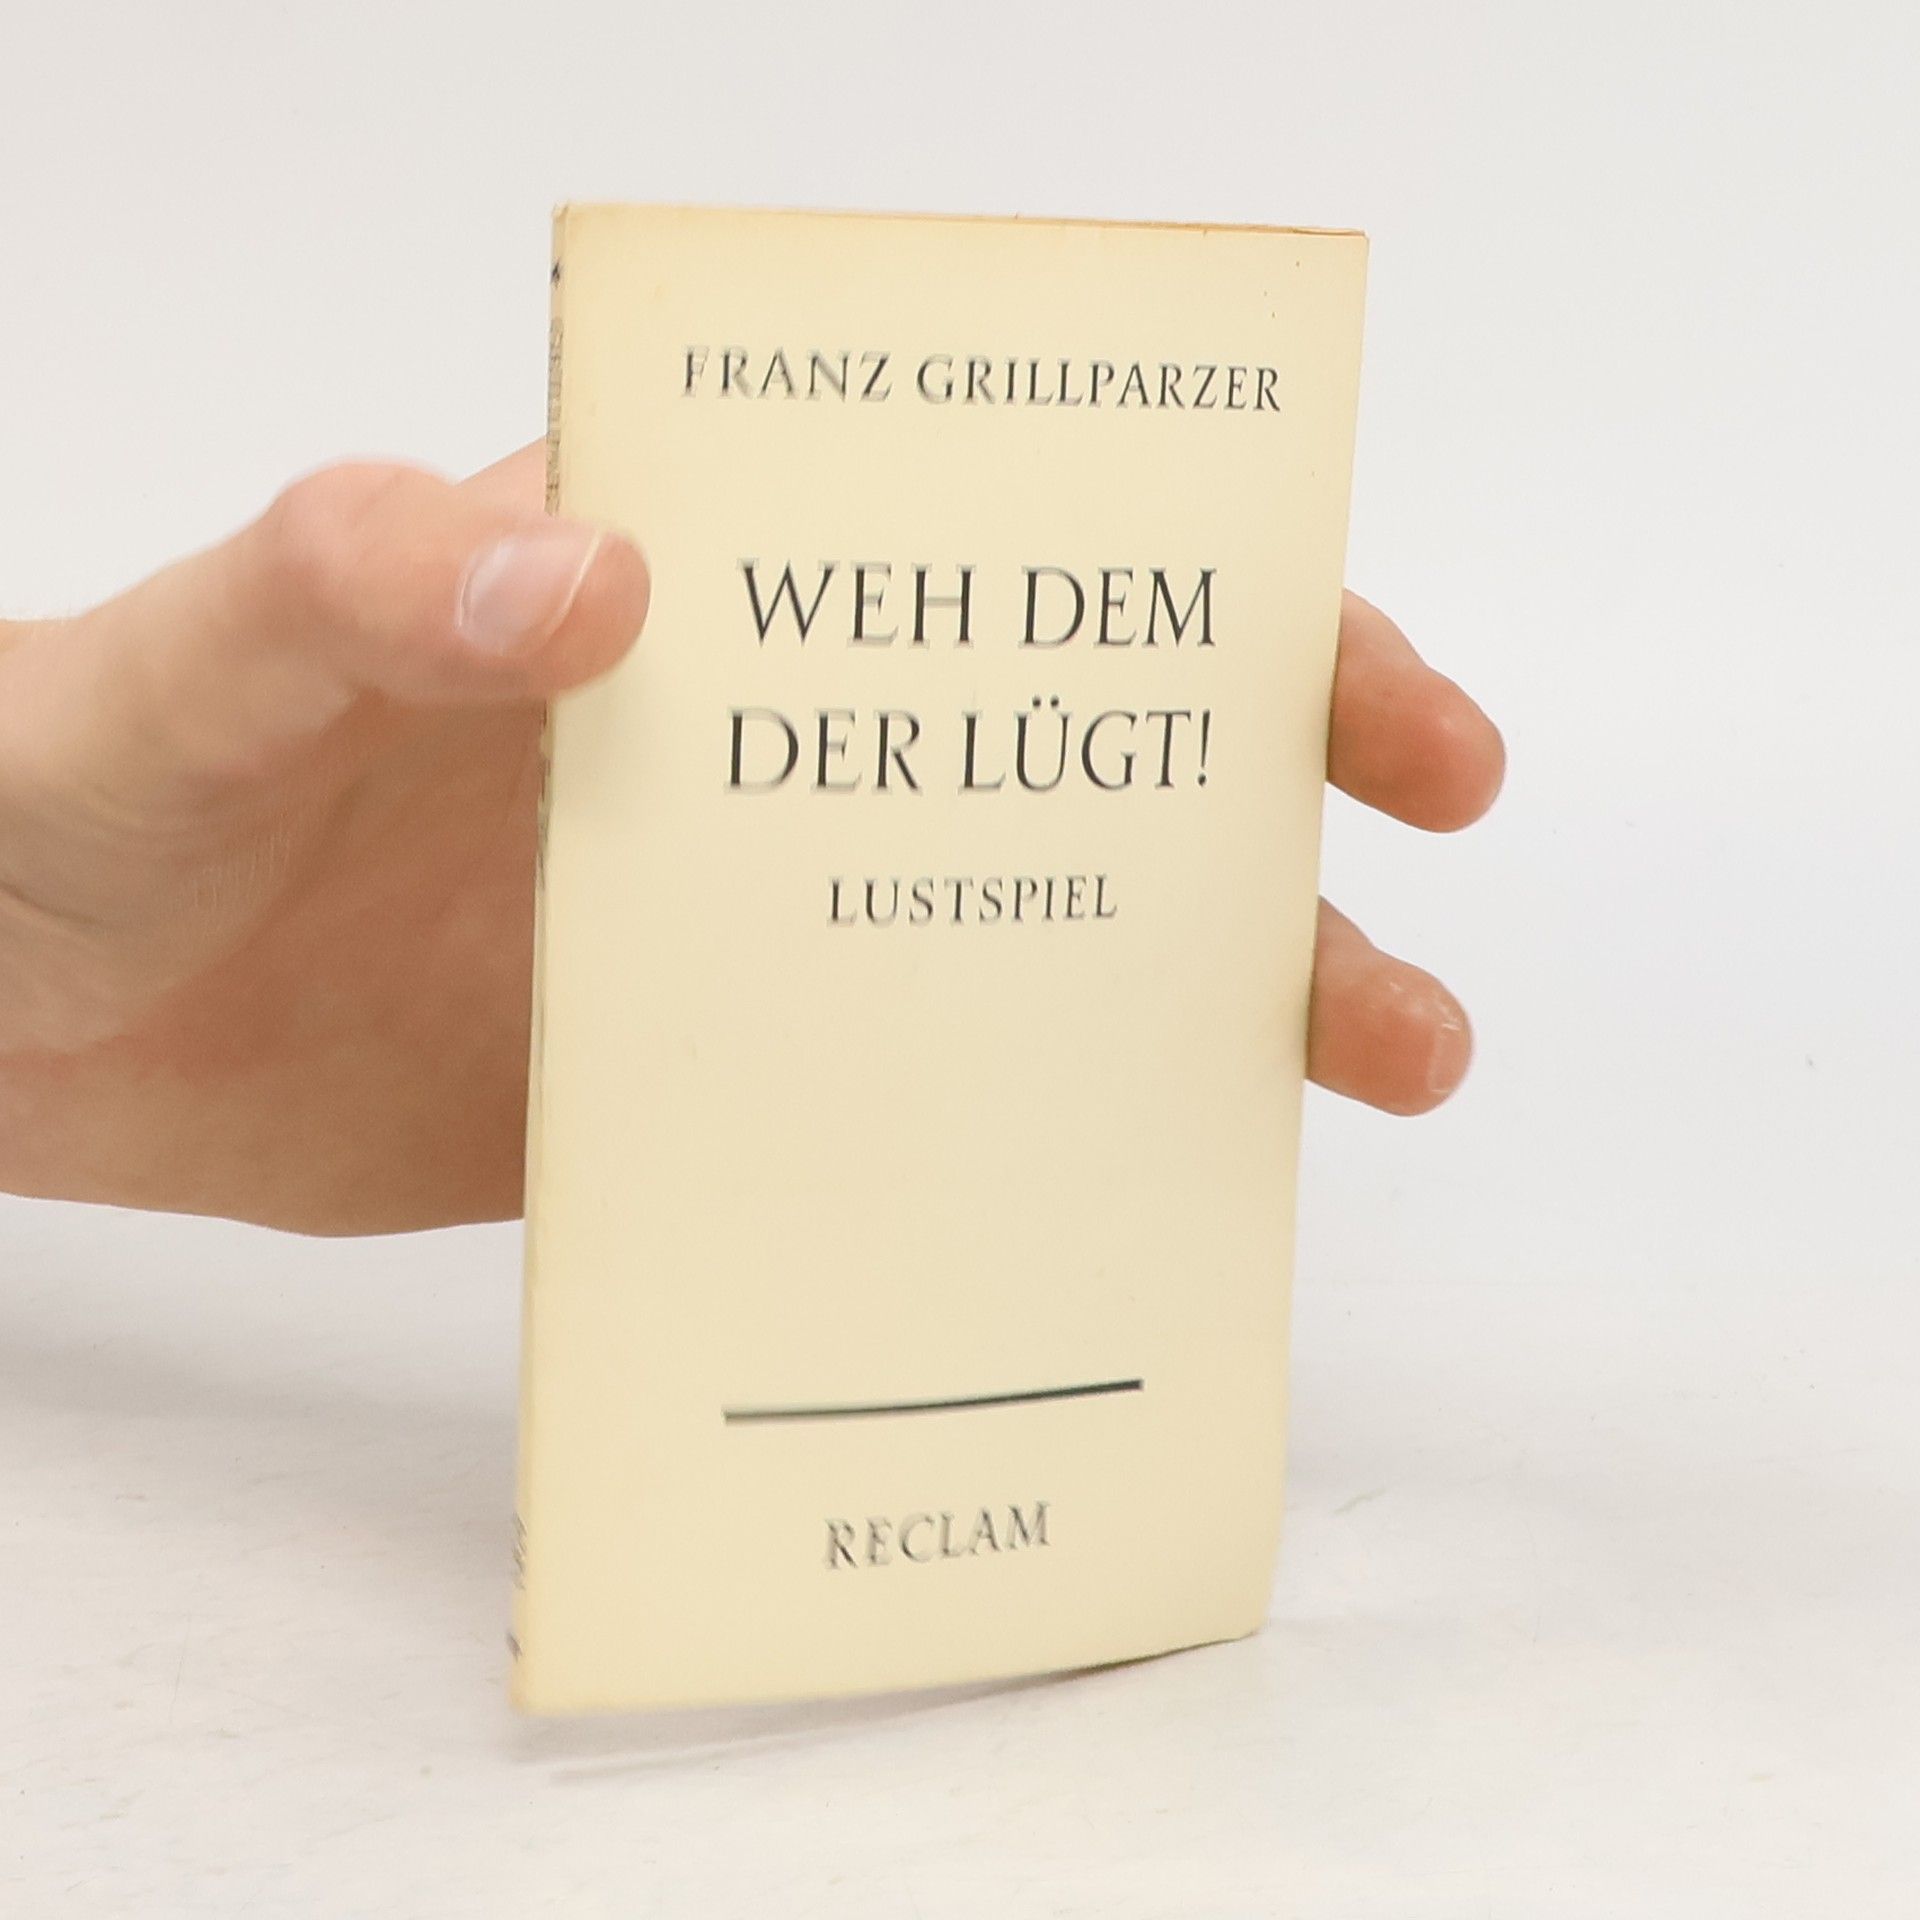 FRANZ GRILLPARZER
WEH DEM
DER LÜGT!
LUSTSPIEL
RECLAM